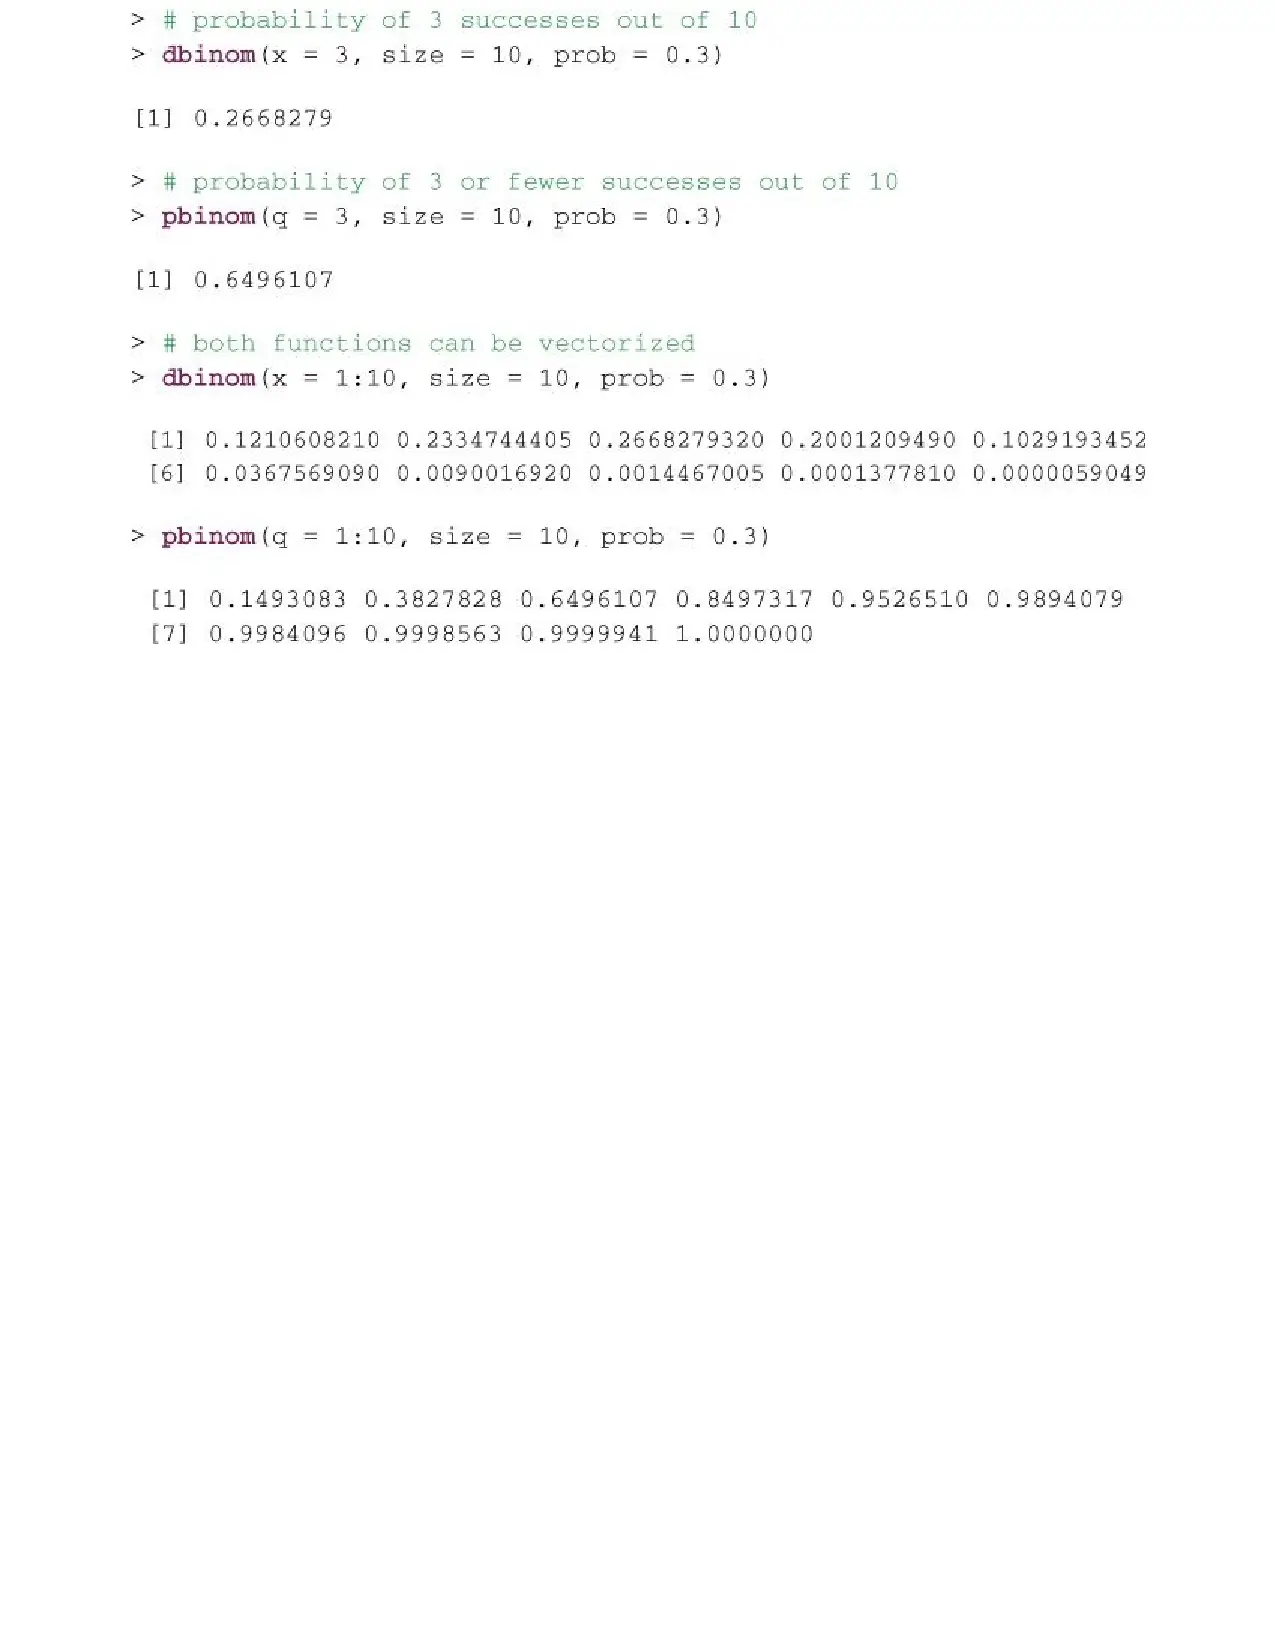 > # probability of 3 successes out of 10
> dbinom(x = 3, size = 10, prob = 0.3)
[1] 0.2668279
> # probability of 3 or fewer successes out of 10
> pbinom(q = 3, size = 10, prob = 0.3)
[1] 0.6496107
> # both functions can be vectorized
> dbinom(x = 1:10, size = 10, prob = 0.3)
[1] 0.1210608210 0.2334744405 0.2668279320 0.2001209490 0.1029193452
[6] 0.0367569090 0.0090016920 0.0014467005 0.0001377810 0.0000059049
> pbinom(q = 1:10, size = 10, prob = 0.3)
[1] 0.1493083 0.3827828 0.6496107 0.8497317 0.9526510 0.9894079
[7] 0.9984096 0.9998563 0.9999941 1.0000000